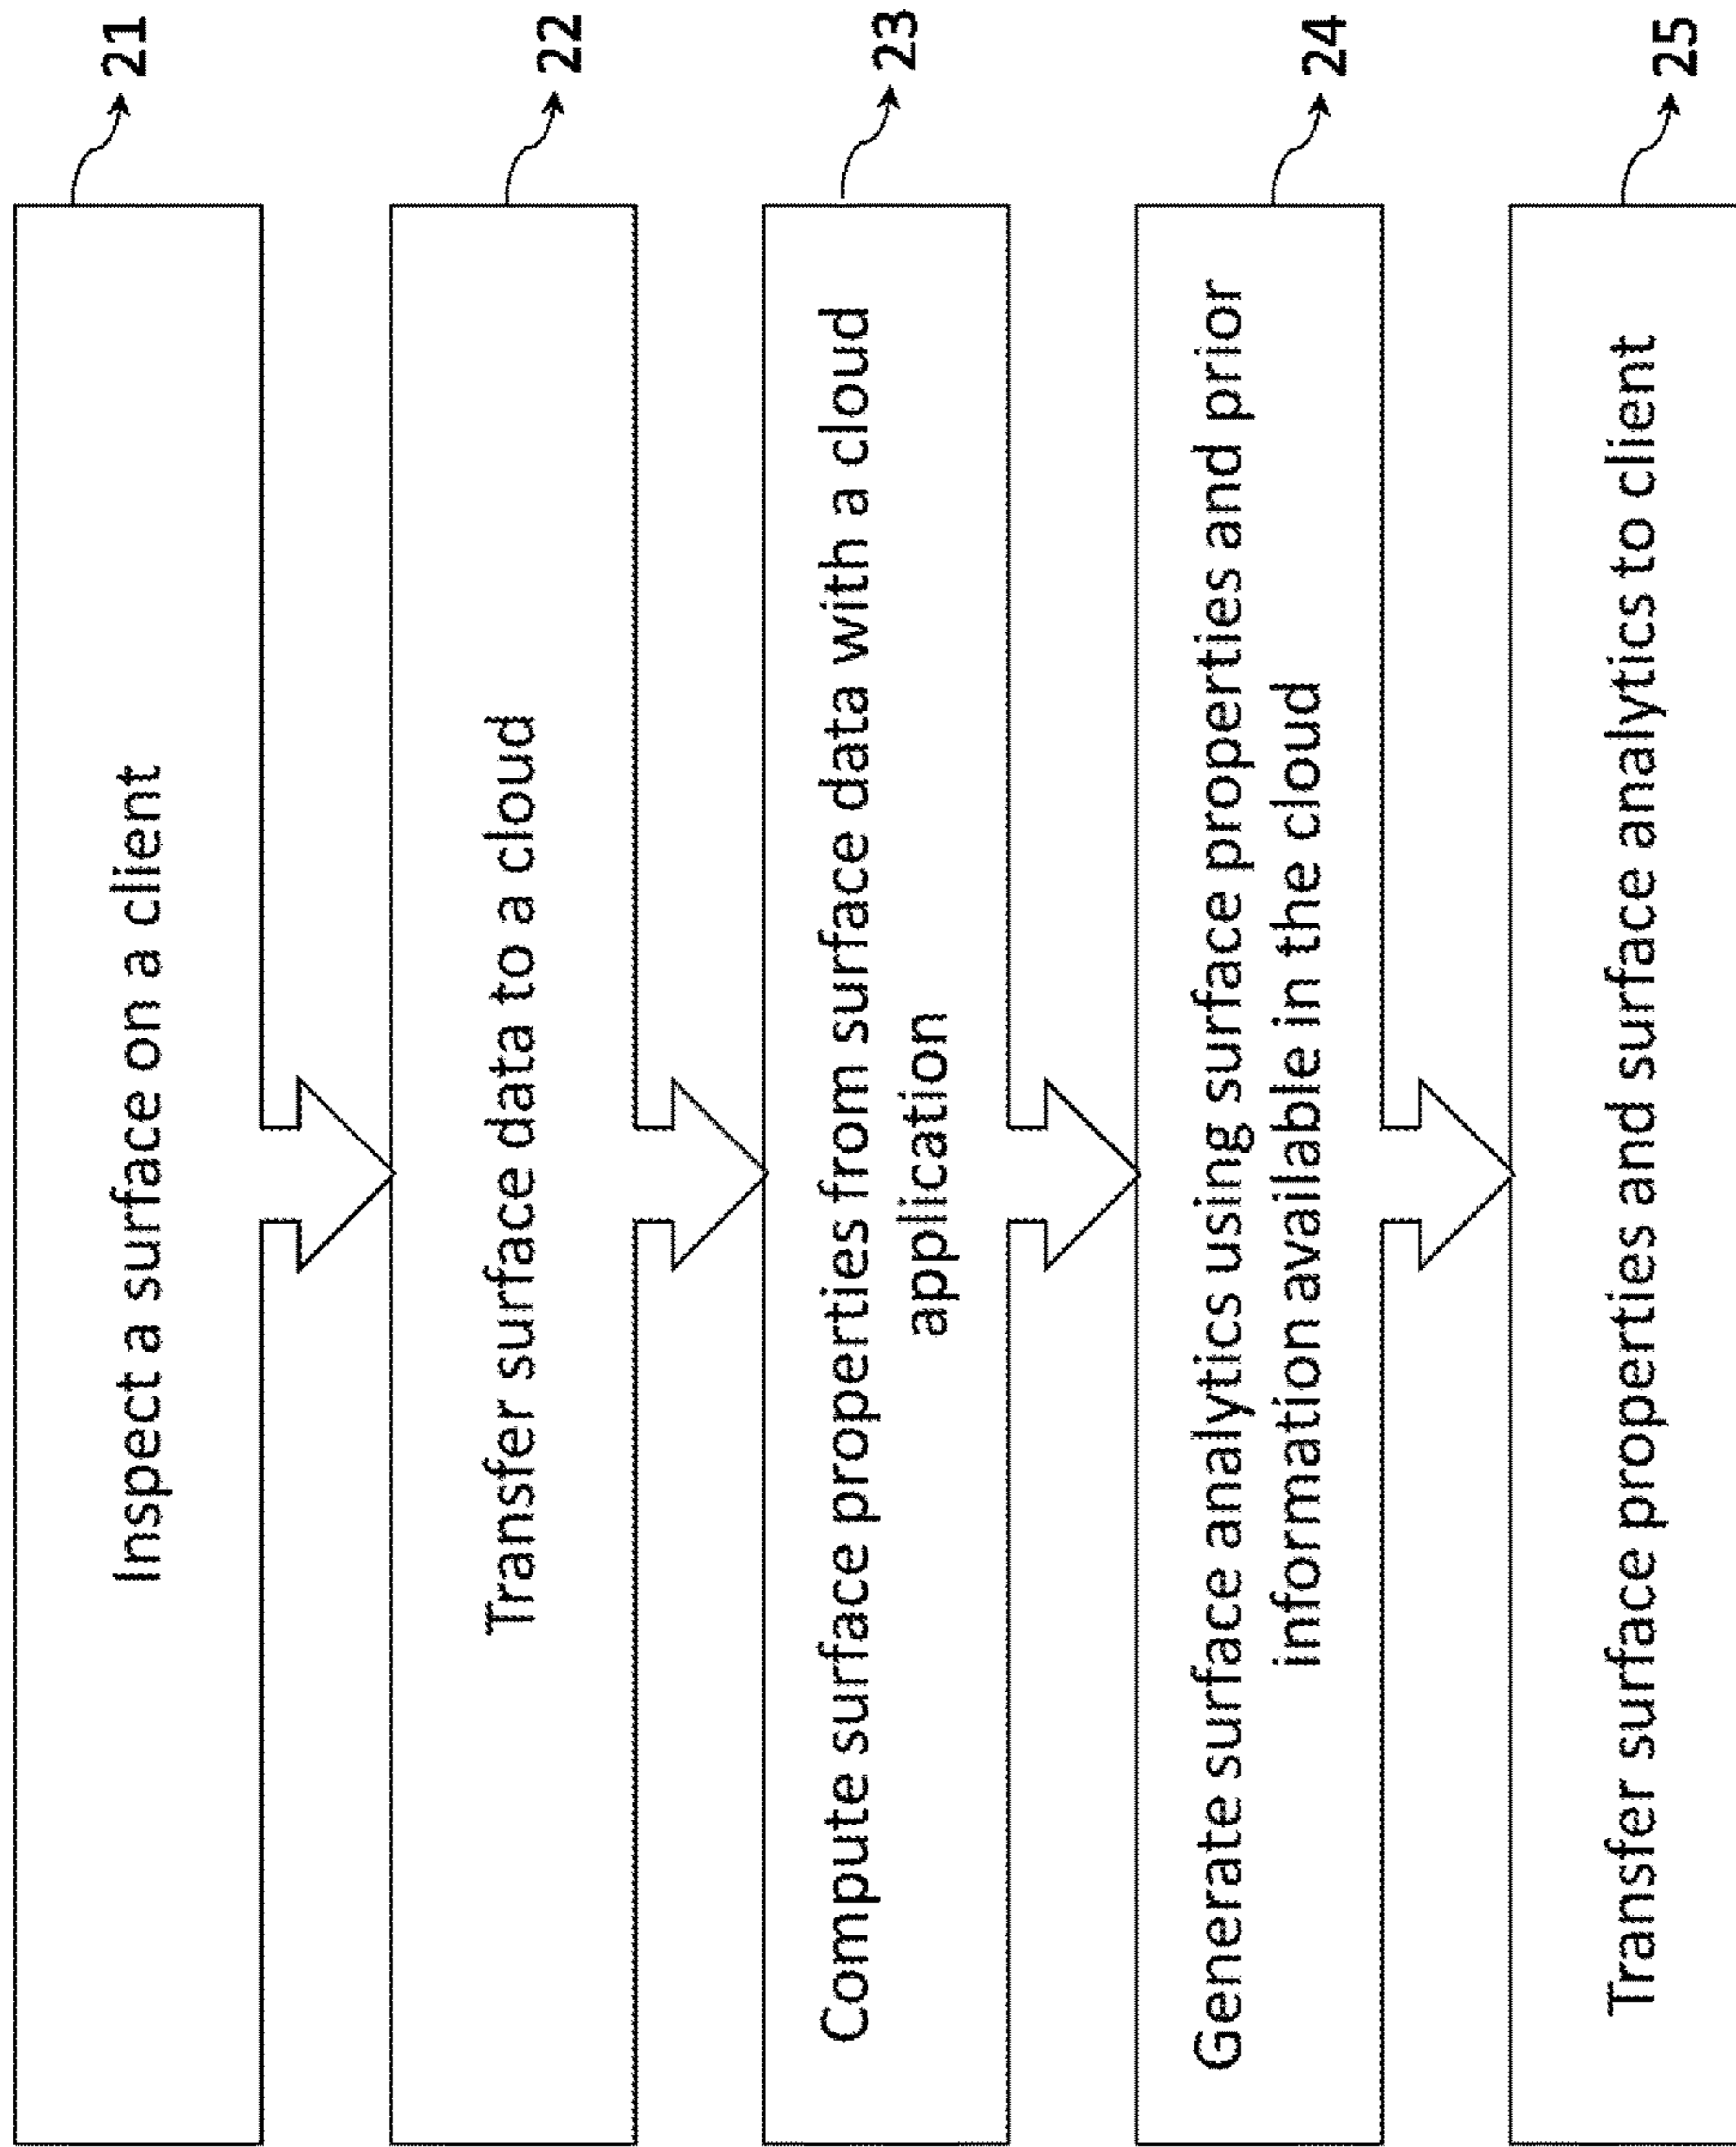 Inspect a surface on a client
21
Transfer surface data to a cloud
22
Compute surface properties from surface data with a cloud
application
23
Generate surface analytics using surface properties and prior
information available in the cloud
24
Transfer surface properties and surface analytics to client
25